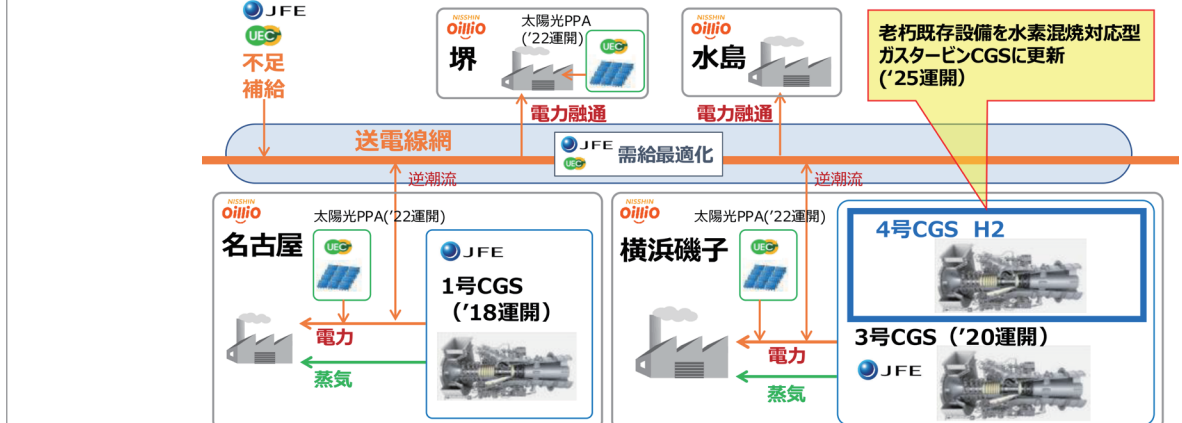 JFE
UEC
不足
補給
NISSHIN
OilliO
堺
太陽光PPA
('22運開)
UEC
NISSHIN
OilliO
水島
老朽既存設備を水素混焼対応型
ガスタービンCGSに更新
('25運開)
電力融通
電力融通
送電線網
JFE
UEC
需給最適化
逆潮流
逆潮流
NISSHIN
OilliO
名古屋
太陽光PPA('22運開)
UEC
JFE
1号CGS
('18運開)
電力
蒸気
NISSHIN
OilliO
横浜磯子
太陽光PPA('22運開)
UEC
4号CGS H2
3号CGS ('20運開)
JFE
電力
蒸気